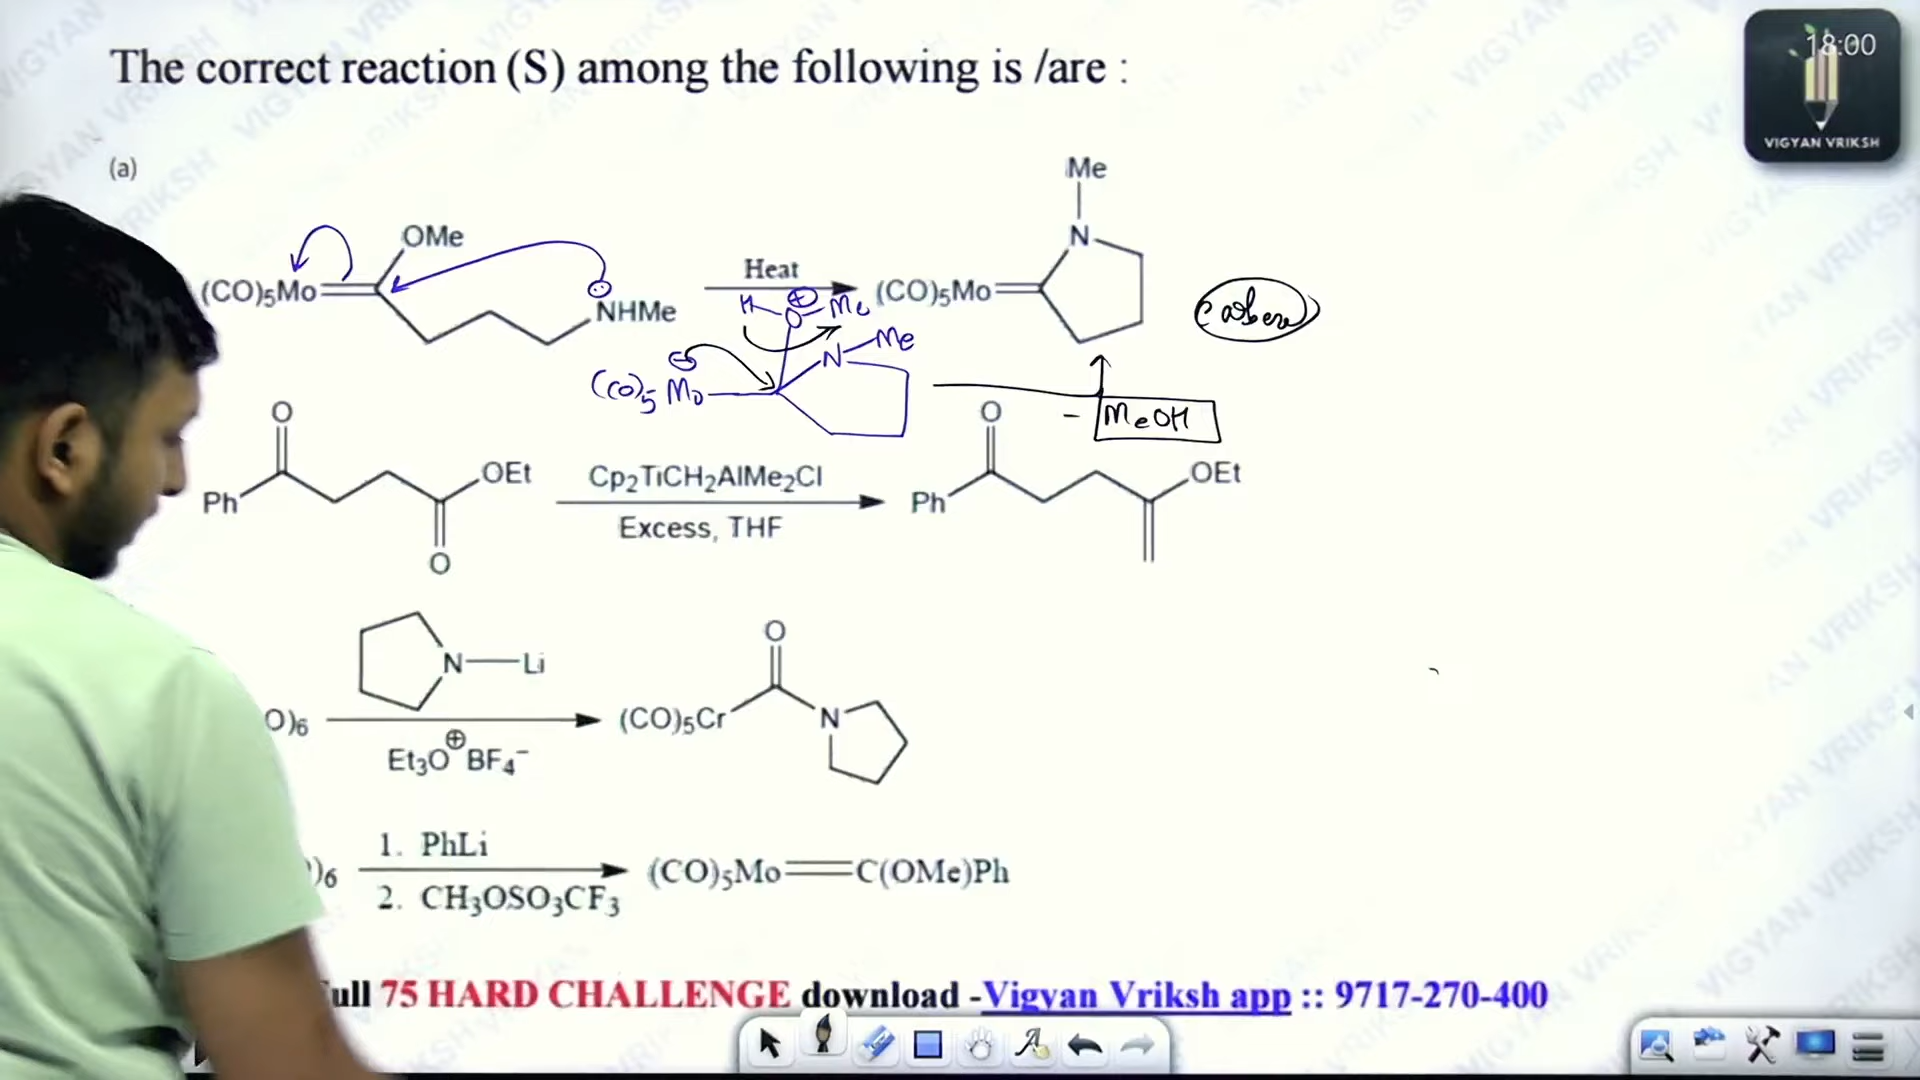 The correct reaction (S) among the following is /are :
18:00
VIGYAN VRIKSH
(a)
Me
OMe
N
(CO)5Mo
NHMe
Heat
(CO)5Mo
H O ⊕ Me
N Me
(CO)5 Mo ⊖
- MeOH
O
OEt
Ph
O
Cp2TiCH2AlMe2Cl
Excess, THF
O
OEt
Ph
N—Li
O)6
Et3O⊕BF4−
O
(CO)5Cr
N
)6
1. PhLi
2. CH3OSO3CF3
(CO)5Mo═C(OMe)Ph
ull 75 HARD CHALLENGE download -Vigyan Vriksh app :: 9717-270-400